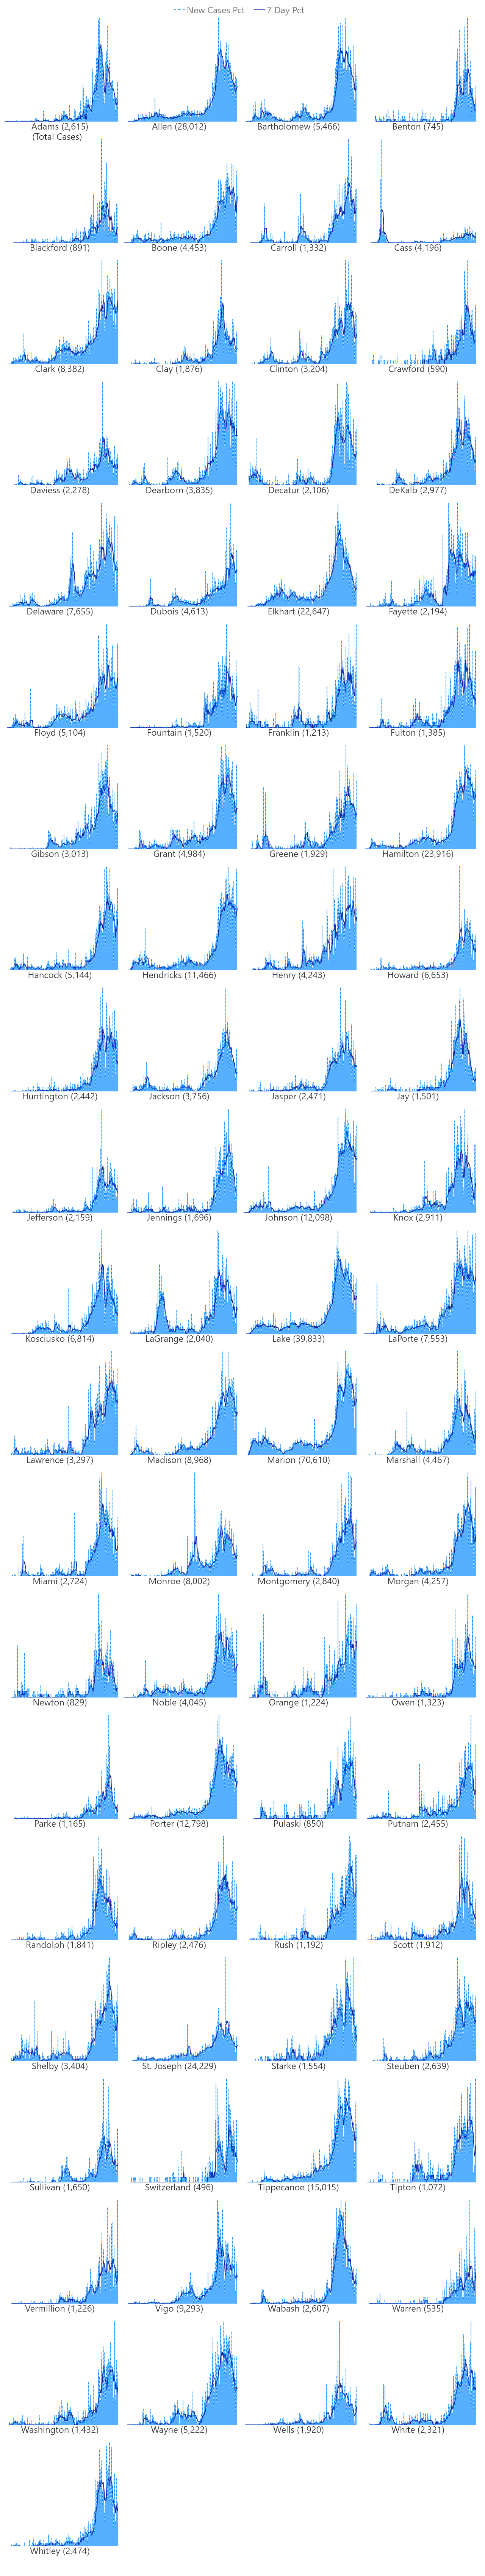 New Cases Pct 7 Day Pct
Adams (2,615) Allen (28,012) Bartholomew (5,466) Benton (745)
(Total Cases)
Blackford (891) Boone (4,453) Carroll (1,332) Cass (4,196)
Clark (8,382) Clay (1,876) Clinton (3,204) Crawford (590)
Daviess (2,278) Dearborn (3,835) Decatur (2,106) DeKalb (2,977)
Delaware (7,655) Dubois (4,613) Elkhart (22,647) Fayette (2,194)
Floyd (5,104) Fountain (1,520) Franklin (1,213) Fulton (1,385)
Gibson (3,013) Grant (4,984) Greene (1,929) Hamilton (23,916)
Hancock (5,144) Hendricks (11,466) Henry (4,243) Howard (6,653)
Huntington (2,442) Jackson (3,756) Jasper (2,471) Jay (1,501)
Jefferson (2,159) Jennings (1,696) Johnson (12,098) Knox (2,911)
Kosciusko (6,814) LaGrange (2,040) Lake (39,833) LaPorte (7,553)
Lawrence (3,297) Madison (8,968) Marion (70,610) Marshall (4,467)
Miami (2,724) Monroe (8,002) Montgomery (2,840) Morgan (4,257)
Newton (829) Noble (4,045) Orange (1,224) Owen (1,323)
Parke (1,165) Porter (12,798) Pulaski (850) Putnam (2,455)
Randolph (1,841) Ripley (2,476) Rush (1,192) Scott (1,912)
Shelby (3,404) St. Joseph (24,229) Starke (1,554) Steuben (2,639)
Sullivan (1,650) Switzerland (496) Tippecanoe (15,015) Tipton (1,072)
Vermillion (1,226) Vigo (9,293) Wabash (2,607) Warren (535)
Washington (1,432) Wayne (5,222) Wells (1,920) White (2,321)
Whitley (2,474)